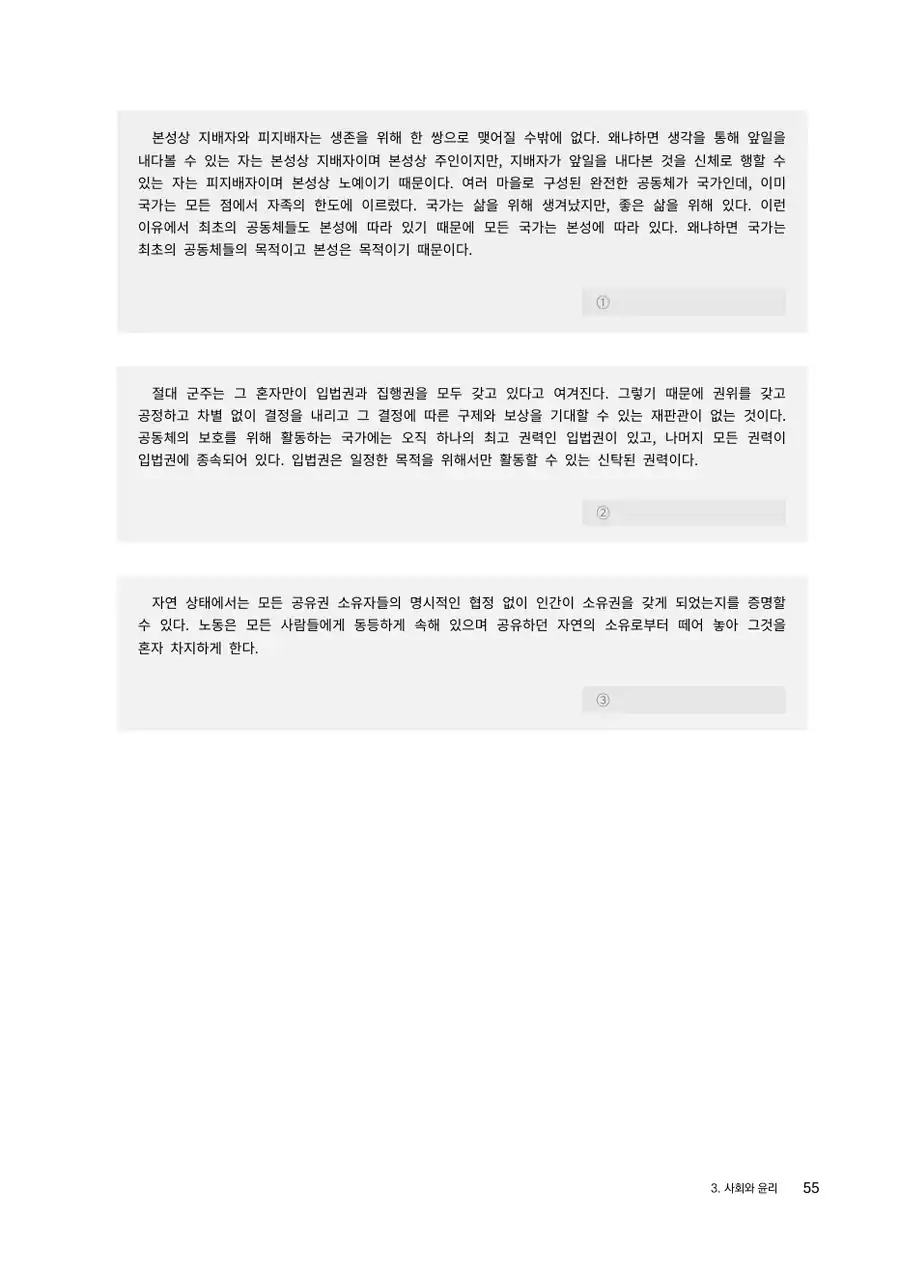 본성상 지배자와 피지배자는 생존을 위해 한 쌍으로 맺어질 수밖에 없다. 왜냐하면 생각을 통해 앞일을
내다볼 수 있는 자는 본성상 지배자이며 본성상 주인이지만, 지배자가 앞일을 내다본 것을 신체로 행할 수
있는 자는 피지배자이며 본성상 노예이기 때문이다. 여러 마을로 구성된 완전한 공동체가 국가인데, 이미
국가는 모든 점에서 자족의 한도에 이르렀다. 국가는 삶을 위해 생겨났지만, 좋은 삶을 위해 있다. 이런
이유에서 최초의 공동체들도 본성에 따라 있기 때문에 모든 국가는 본성에 따라 있다. 왜냐하면 국가는
최초의 공동체들의 목적이고 본성은 목적이기 때문이다.
①
절대 군주는 그 혼자만이 입법권과 집행권을 모두 갖고 있다고 여겨진다. 그렇기 때문에 권위를 갖고
공정하고 차별 없이 결정을 내리고 그 결정에 따른 구제와 보상을 기대할 수 있는 재판관이 없는 것이다.
공동체의 보호를 위해 활동하는 국가에는 오직 하나의 최고 권력인 입법권이 있고, 나머지 모든 권력이
입법권에 종속되어 있다. 입법권은 일정한 목적을 위해서만 활동할 수 있는 신탁된 권력이다.
②
자연 상태에서는 모든 공유권 소유자들의 명시적인 협정 없이 인간이 소유권을 갖게 되었는지를 증명할
수 있다. 노동은 모든 사람들에게 동등하게 속해 있으며 공유하던 자연의 소유로부터 떼어 놓아 그것을
혼자 차지하게 한다.
③
3. 사회와 윤리 55